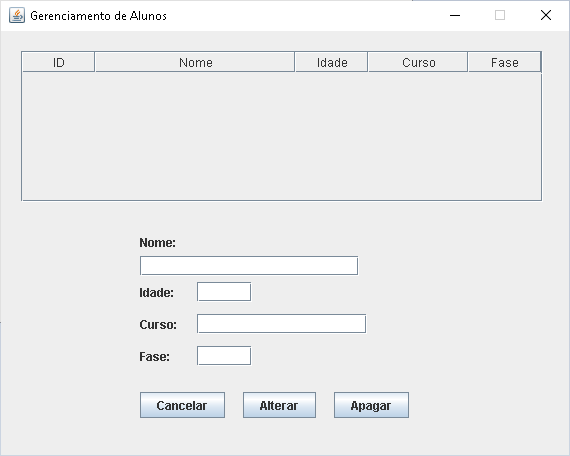 Gerenciamento de Alunos
ID Nome Idade Curso Fase
Nome:
Idade:
Curso:
Fase:
Cancelar Alterar Apagar